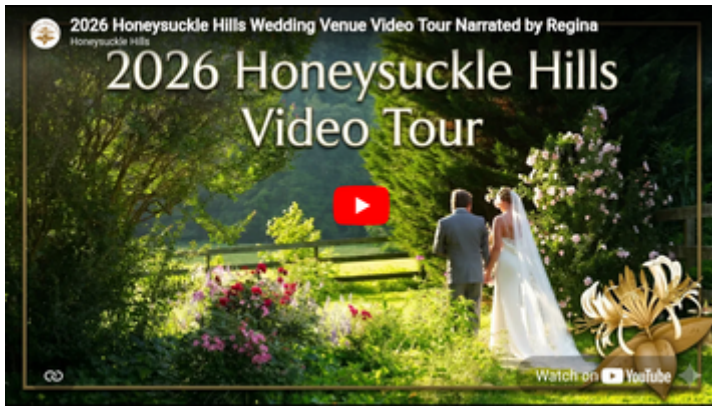 2026 Honeysuckle Hills Wedding Venue Video Tour Narrated by Regina
Honeysuckle Hills
2026 Honeysuckle Hills
Video Tour
Watch on YouTube